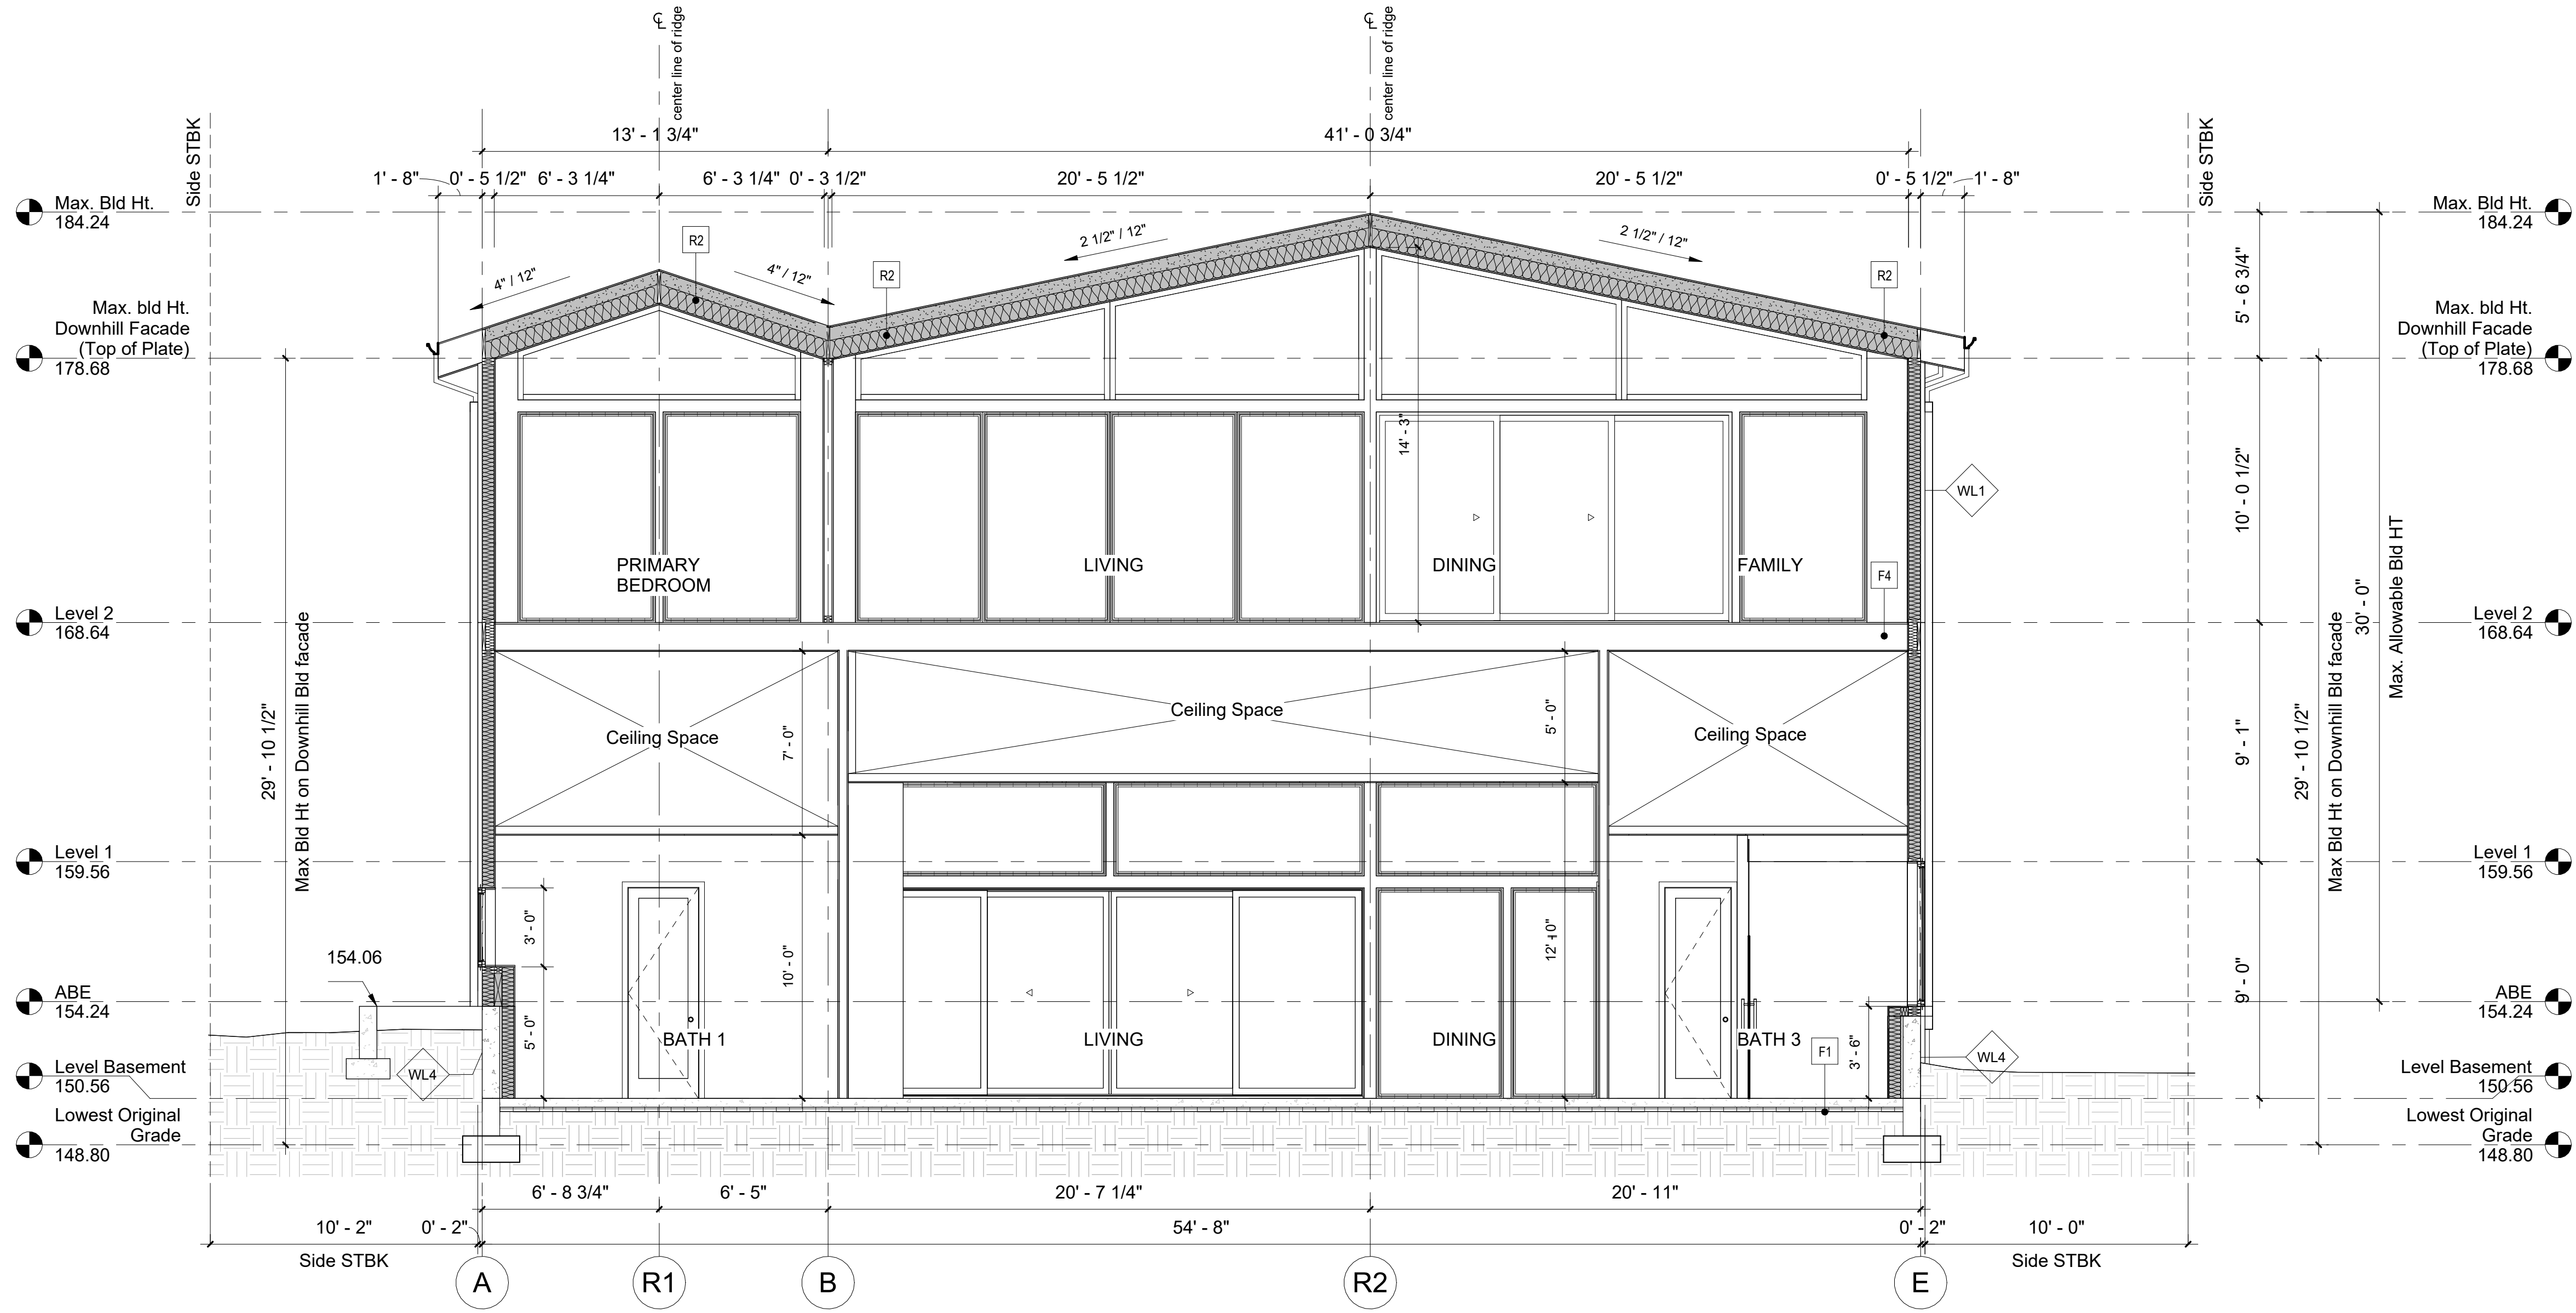 ℄
center line of ridge
℄
center line of ridge
Side STBK
Side STBK
13' - 1 3/4"
41' - 0 3/4"
1' - 8"
0' - 5 1/2"
6' - 3 1/4"
6' - 3 1/4"
0' - 3 1/2"
20' - 5 1/2"
20' - 5 1/2"
0' - 5 1/2"
1' - 8"
Max. Bld Ht.
184.24
Max. Bld Ht.
184.24
R2
4" / 12"
4" / 12"
R2
2 1/2" / 12"
2 1/2" / 12"
R2
5' - 6 3/4"
Max. bld Ht.
Downhill Facade
(Top of Plate)
178.68
Max. bld Ht.
Downhill Facade
(Top of Plate)
178.68
14' - 3"
10' - 0 1/2"
WL1
PRIMARY
BEDROOM
LIVING
DINING
FAMILY
F4
Level 2
168.64
Level 2
168.64
30' - 0"
Max. Allowable Bld HT
29' - 10 1/2"
Max Bld Ht on Downhill Bld facade
29' - 10 1/2"
Max Bld Ht on Downhill Bld facade
Ceiling Space
7' - 0"
Ceiling Space
5' - 0"
Ceiling Space
9' - 1"
Level 1
159.56
Level 1
159.56
3' - 0"
10' - 0"
12' - 0"
9' - 0"
154.06
ABE
154.24
ABE
154.24
5' - 0"
BATH 1
LIVING
DINING
BATH 3
F1
3' - 6"
WL4
WL4
Level Basement
150.56
Level Basement
150.56
Lowest Original
Grade
148.80
Lowest Original
Grade
148.80
6' - 8 3/4"
6' - 5"
20' - 7 1/4"
20' - 11"
10' - 2"
0' - 2"
54' - 8"
0' - 2"
10' - 0"
Side STBK
Side STBK
A
R1
B
R2
E